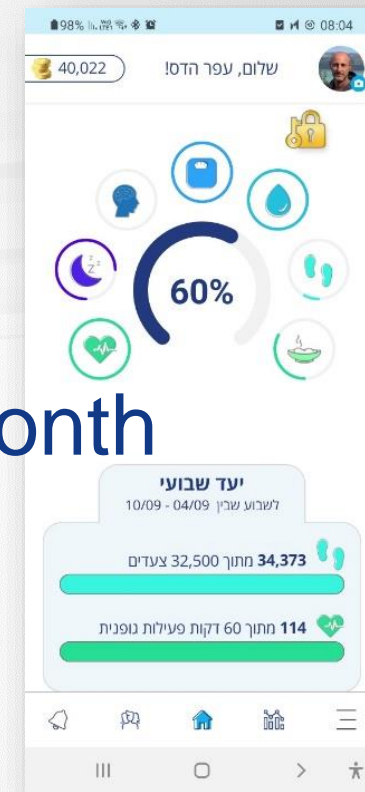 98% 08:04
40,022 שלום, עפר הדס!
60%
onth
יעד שבועי
לשבוע שבין 04/09 - 10/09
34,373 מתוך 32,500 צעדים
114 מתוך 60 דקות פעילות גופנית